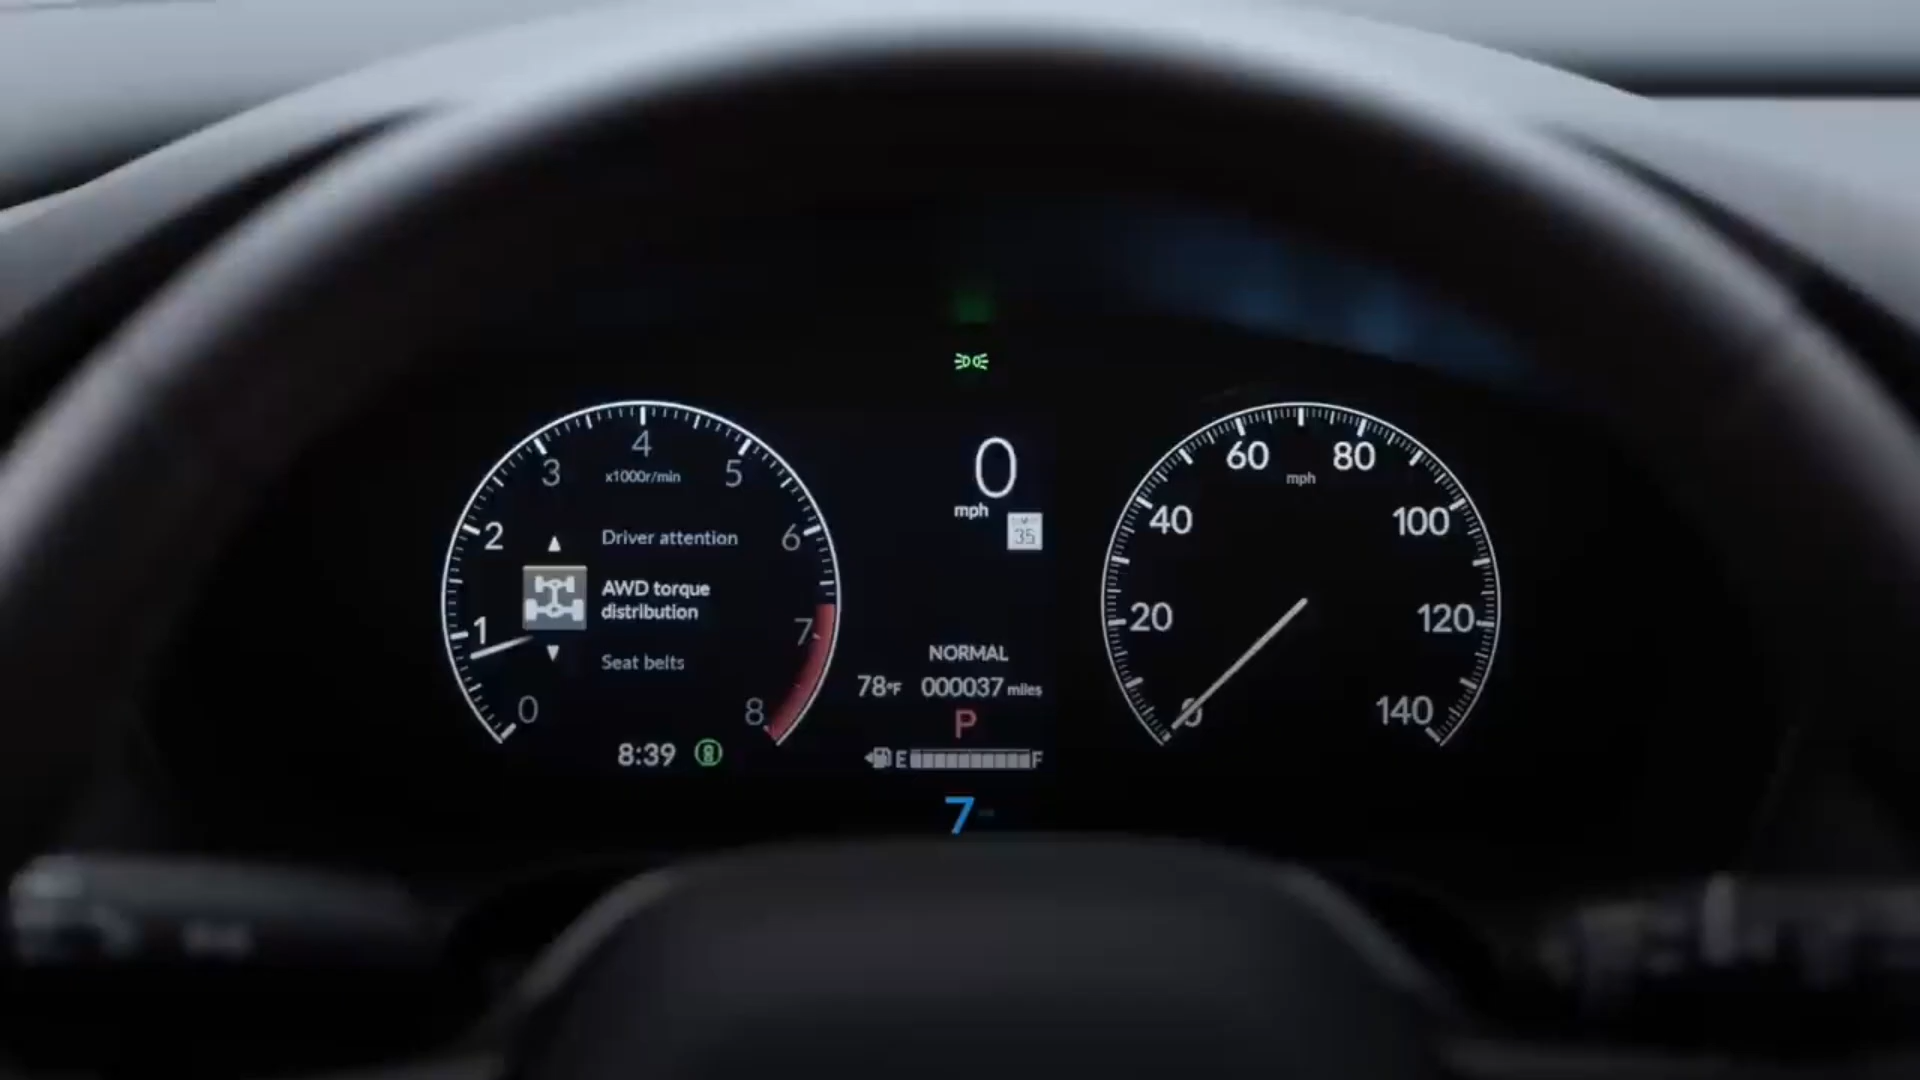 4
3
5
x1000r/min
2
6
Driver attention
AWD torque
distribution
1
7
Seat belts
0
8
8:39
0
mph
35
NORMAL
78°F 000037 miles
P
E F
7
60 80
mph
40 100
20 120
0 140